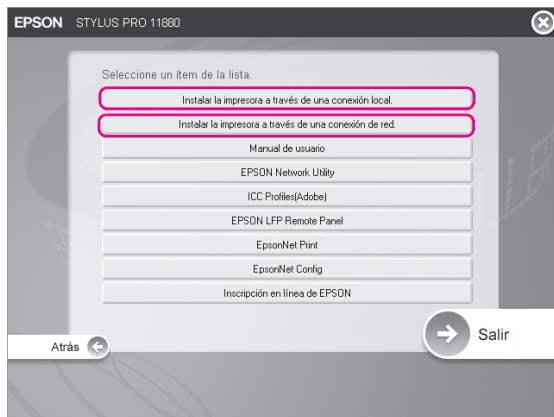 EPSON STYLUS PRO 11880
Seleccione un ítem de la lista.
Instalar la impresora a través de una conexión local.
Instalar la impresora a través de una conexión de red.
Manual de usuario
EPSON Network Utility
ICC Profiles(Adobe)
EPSON LFP Remote Panel
EpsonNet Print
EpsonNet Config
Inscripción en línea de EPSON
Salir
Atrás